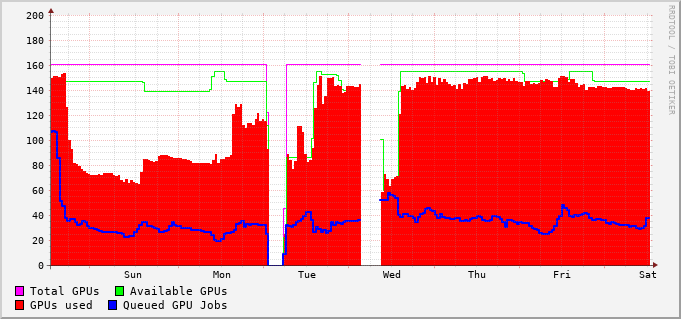 200
180
160
140
120
100
80
60
40
20
0
Sun Mon Tue Wed Thu Fri Sat
Total GPUs Available GPUs
GPUs used Queued GPU Jobs
RRDTOOL / TOBI OETIKER